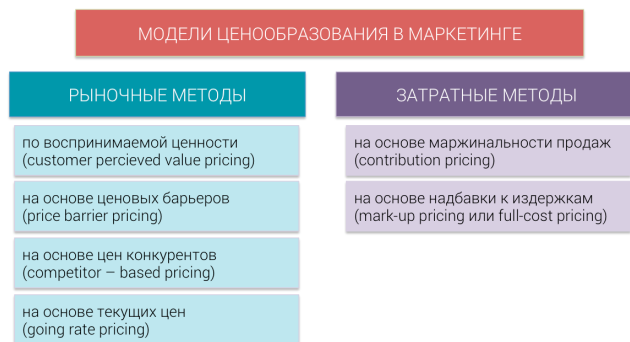 МОДЕЛИ ЦЕНООБРАЗОВАНИЯ В МАРКЕТИНГЕ
РЫНОЧНЫЕ МЕТОДЫ
по воспринимаемой ценности
(customer percieved value pricing)
на основе ценовых барьеров
(price barrier pricing)
на основе цен конкурентов
(competitor – based pricing)
на основе текущих цен
(going rate pricing)
ЗАТРАТНЫЕ МЕТОДЫ
на основе маржинальности продаж
(contribution pricing)
на основе надбавки к издержкам
(mark-up pricing или full-cost pricing)